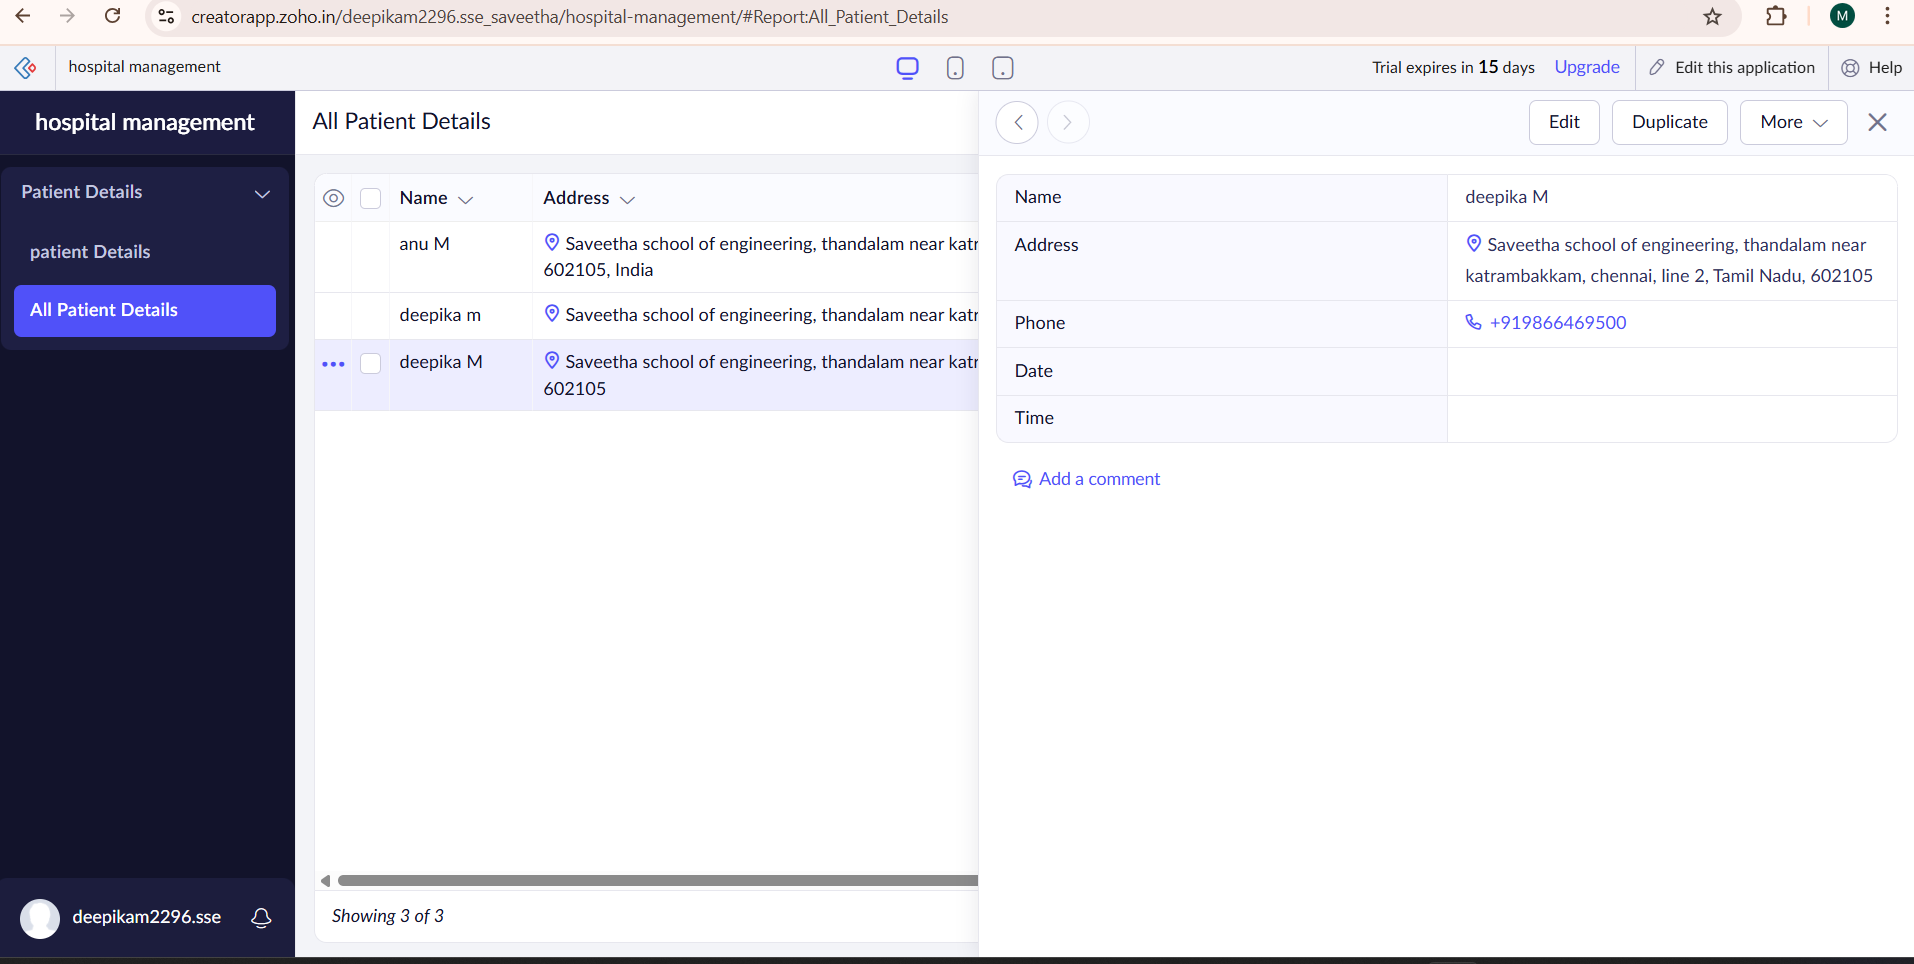 creatorapp.zoho.in/deepikam2296.sse_saveetha/hospital-management/#Report:All_Patient_Details
M
hospital management
Trial expires in 15 days
Upgrade
Edit this application
Help
hospital management
Patient Details
patient Details
All Patient Details
deepikam2296.sse
All Patient Details
Name
Address
anu M
Saveetha school of engineering, thandalam near katr
602105, India
deepika m
Saveetha school of engineering, thandalam near katr
deepika M
Saveetha school of engineering, thandalam near katr
602105
Showing 3 of 3
Edit
Duplicate
More
Name
deepika M
Address
Saveetha school of engineering, thandalam near
katrambakkam, chennai, line 2, Tamil Nadu, 602105
Phone
+919866469500
Date
Time
Add a comment